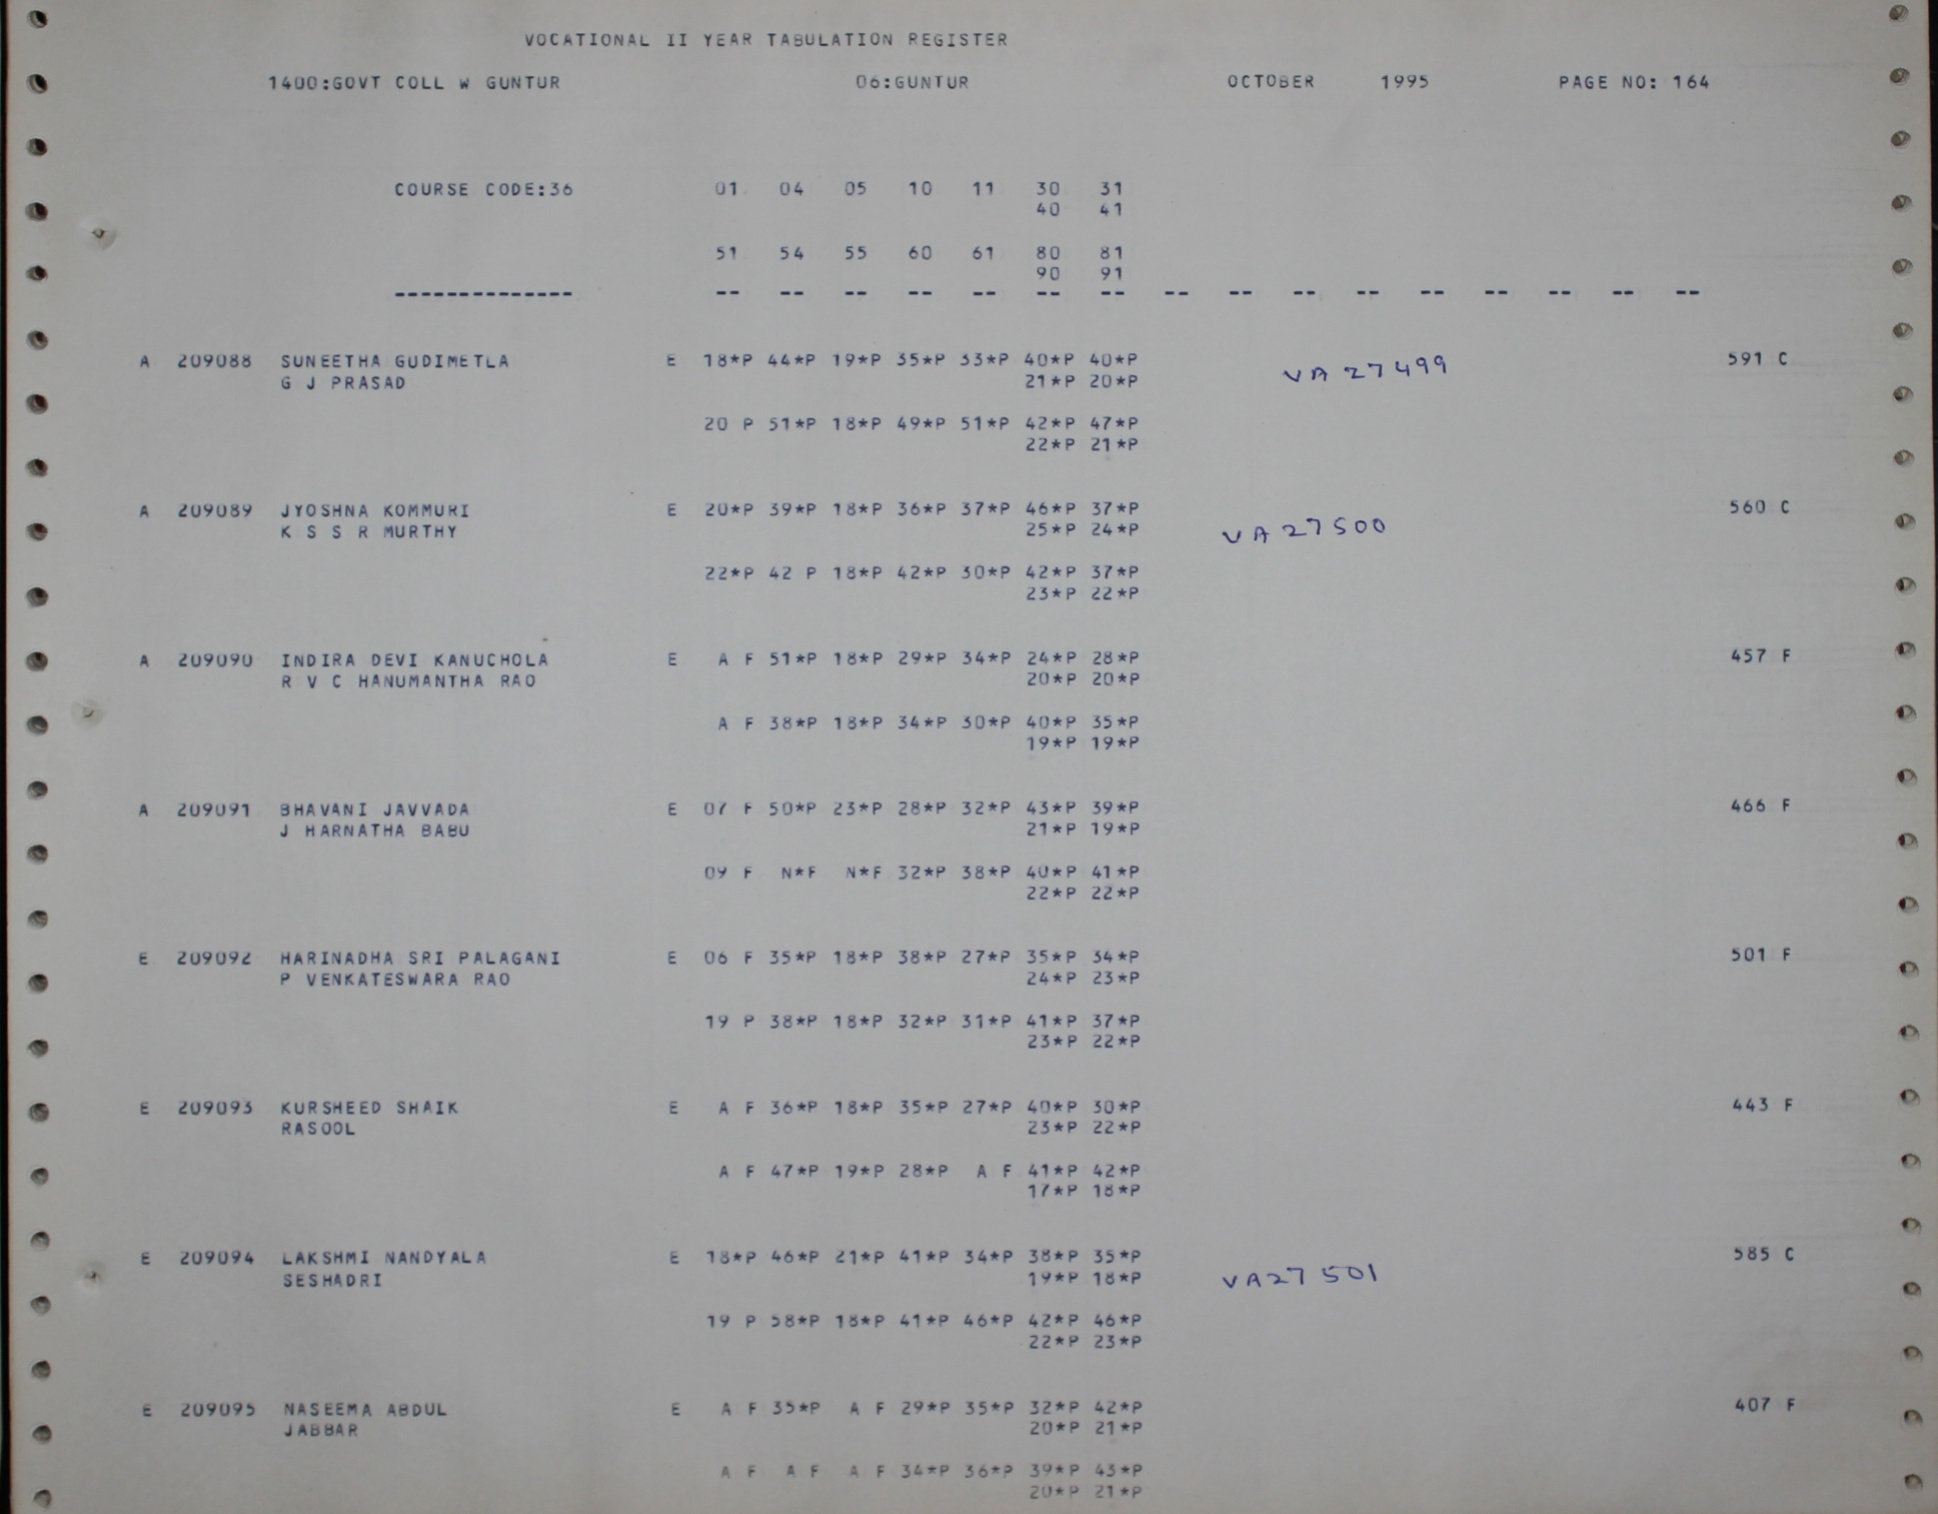 VOCATIONAL II YEAR TABULATION REGISTER
1400:GOVT COLL W GUNTUR 06:GUNTUR OCTOBER 1995 PAGE NO: 164
COURSE CODE:36 01 04 05 10 11 30 31
40 41
51 54 55 60 61 80 81
90 91
-------------- -- -- -- -- -- -- -- -- -- -- -- -- -- -- -- --
A 209088 SUNEETHA GUDIMETLA E 18*P 44*P 19*P 35*P 33*P 40*P 40*P VA 27499 591 C
G J PRASAD 21*P 20*P
20 P 51*P 18*P 49*P 51*P 42*P 47*P
22*P 21*P
A 209089 JYOSHNA KOMMURI E 20*P 39*P 18*P 36*P 37*P 46*P 37*P 560 C
K S S R MURTHY 25*P 24*P VA 27500
22*P 42 P 18*P 42*P 30*P 42*P 37*P
23*P 22*P
A 209090 INDIRA DEVI KANUCHOLA E A F 51*P 18*P 29*P 34*P 24*P 28*P 457 F
R V C HANUMANTHA RAO 20*P 20*P
A F 38*P 18*P 34*P 30*P 40*P 35*P
19*P 19*P
A 209091 BHAVANI JAVVADA E 07 F 50*P 23*P 28*P 32*P 43*P 39*P 466 F
J HARNATHA BABU 21*P 19*P
09 F N*F N*F 32*P 38*P 40*P 41*P
22*P 22*P
E 209092 HARINADHA SRI PALAGANI E 06 F 35*P 18*P 38*P 27*P 35*P 34*P 501 F
P VENKATESWARA RAO 24*P 23*P
19 P 38*P 18*P 32*P 31*P 41*P 37*P
23*P 22*P
E 209093 KURSHEED SHAIK E A F 36*P 18*P 35*P 27*P 40*P 30*P 443 F
RASOOL 23*P 22*P
A F 47*P 19*P 28*P A F 41*P 42*P
17*P 18*P
E 209094 LAKSHMI NANDYALA E 18*P 46*P 21*P 41*P 34*P 38*P 35*P 585 C
SESHADRI 19*P 18*P VA27501
19 P 58*P 18*P 41*P 46*P 42*P 46*P
22*P 23*P
E 209095 NASEEMA ABDUL E A F 35*P A F 29*P 35*P 32*P 42*P 407 F
JABBAR 20*P 21*P
A F A F A F 34*P 36*P 39*P 43*P
20*P 21*P